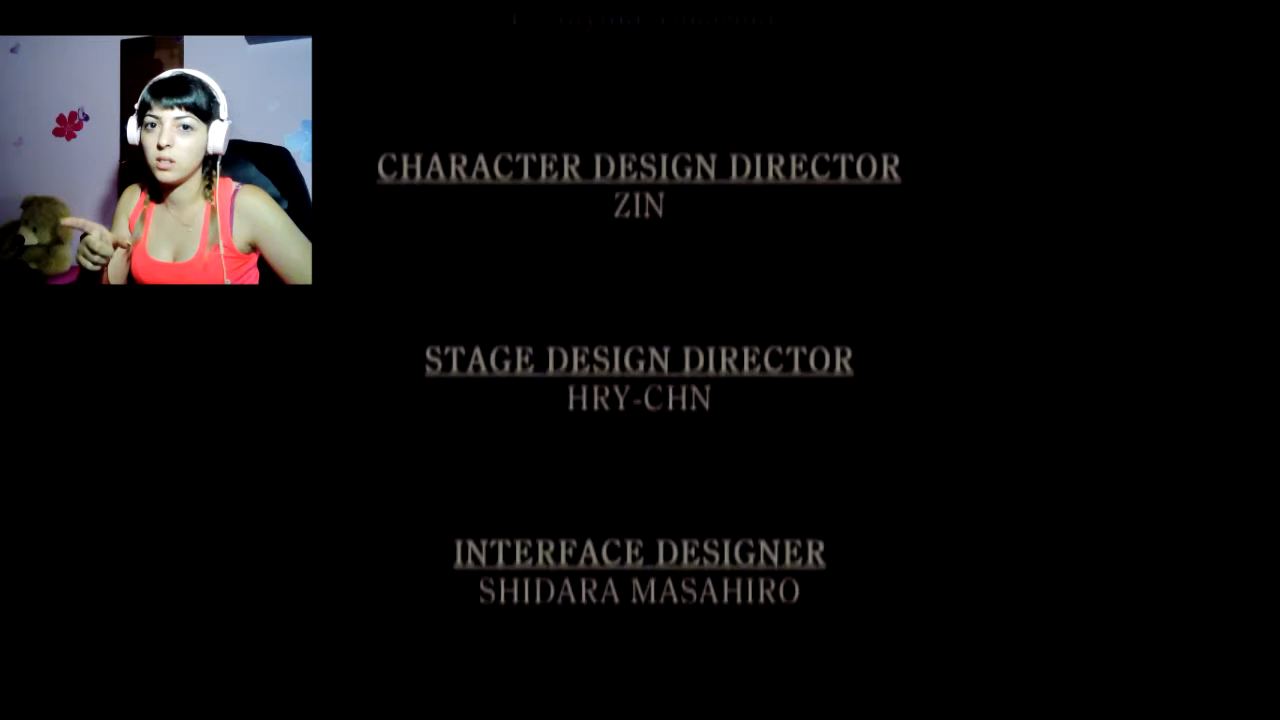 CHARACTER DESIGN DIRECTOR
ZIN
STAGE DESIGN DIRECTOR
HRY-CHN
INTERFACE DESIGNER
SHIDARA MASAHIRO